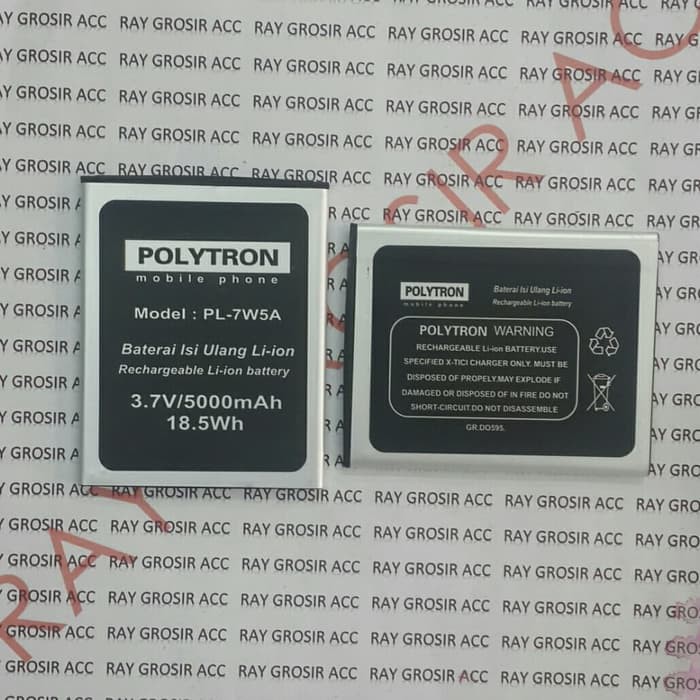 RAY GROSIR ACC
POLYTRON
mobile phone
Model : PL-7W5A
Baterai Isi Ulang Li-ion
Rechargeable Li-ion battery
3.7V/5000mAh
18.5Wh
POLYTRON
mobile phone
Baterai Isi Ulang Li-ion
Rechargeable Li-ion battery
POLYTRON WARNING
RECHARGEABLE Li-ion BATTERY.USE
SPECIFIED X-TICI CHARGER ONLY. MUST BE
DISPOSED OF PROPELY.MAY EXPLODE IF
DAMAGED OR DISPOSED OF IN FIRE DO NOT
SHORT-CIRCUIT.DO NOT DISASSEMBLE
GR.DO595.